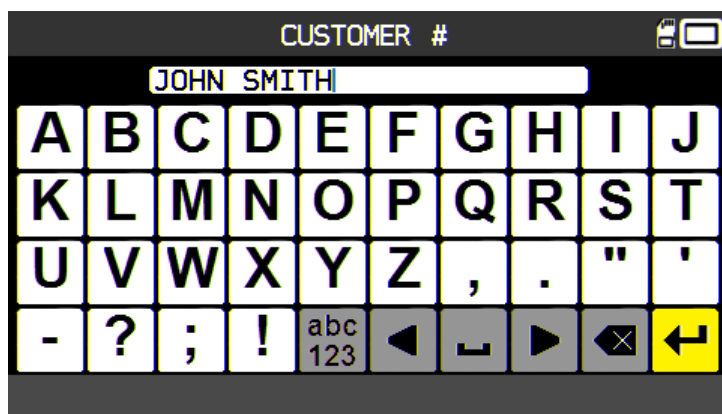 CUSTOMER #
JOHN SMITH
A B C D E F G H I J
K L M N O P Q R S T
U V W X Y Z , . " '
- ? ; ! abc
123